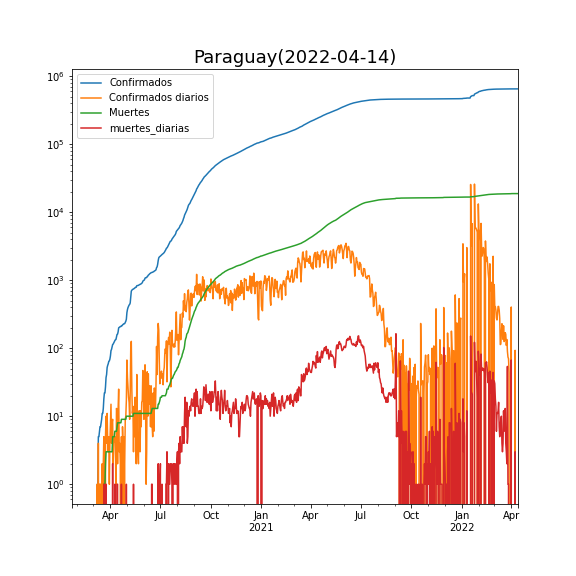 Paraguay(2022-04-14)
Confirmados
Confirmados diarios
Muertes
muertes_diarias
10^6
10^5
10^4
10^3
10^2
10^1
10^0
Apr Jul Oct Jan Apr Jul Oct Jan Apr
2021 2022